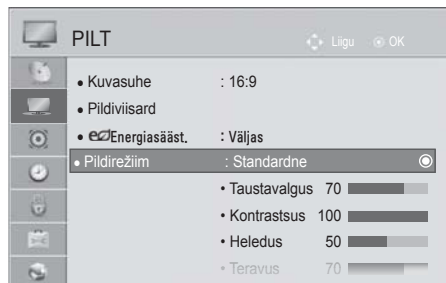 PILT Liigu OK
• Kuvasuhe : 16:9
• Pildiviisard
• eco Energiasääst. : Väljas
• Pildirežiim : Standardne
• Taustavalgus 70
• Kontrastsus 100
• Heledus 50
• Teravus 70